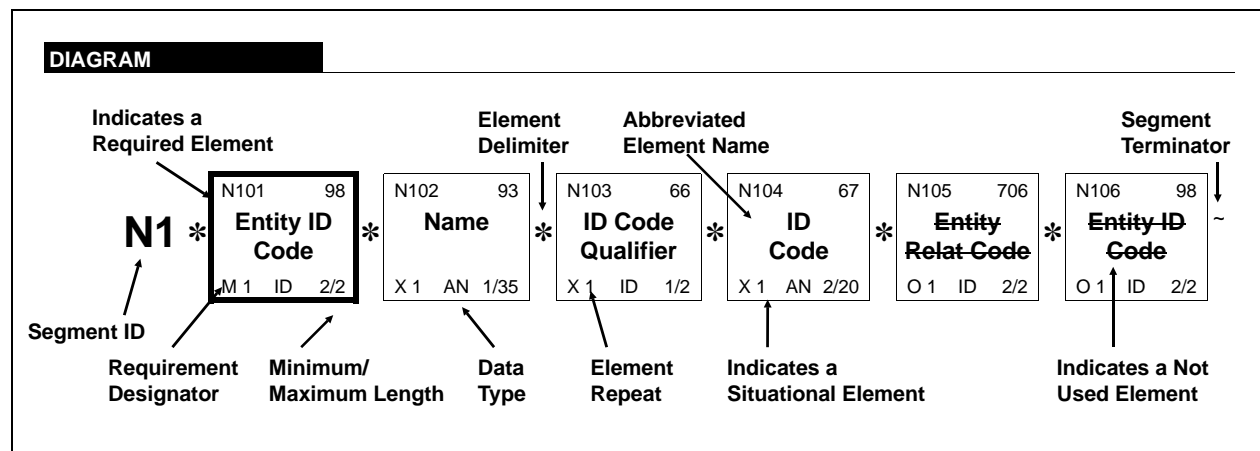 DIAGRAM
Indicates a
Required Element
Element
Delimiter
Abbreviated
Element Name
Segment
Terminator
N1 * N101 98 Entity ID Code M 1 ID 2/2
* N102 93 Name X 1 AN 1/35
* N103 66 ID Code Qualifier X 1 ID 1/2
* N104 67 ID Code X 1 AN 2/20
* N105 706 Entity Relat Code O 1 ID 2/2
* N106 98 Entity ID Code O 1 ID 2/2 ~
Segment ID
Requirement
Designator
Minimum/
Maximum Length
Data
Type
Element
Repeat
Indicates a
Situational Element
Indicates a Not
Used Element